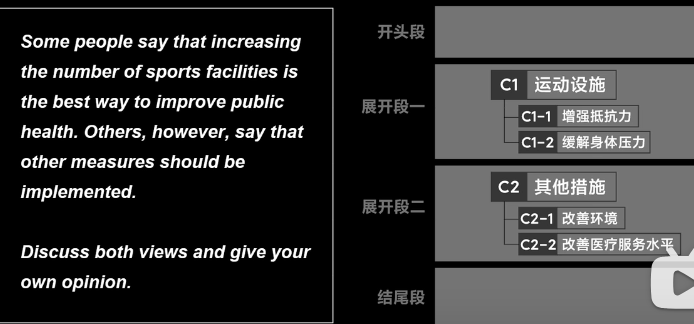 Some people say that increasing
the number of sports facilities is
the best way to improve public
health. Others, however, say that
other measures should be
implemented.
Discuss both views and give your
own opinion.
开头段
展开段一
C1 运动设施
C1-1 增强抵抗力
C1-2 缓解身体压力
展开段二
C2 其他措施
C2-1 改善环境
C2-2 改善医疗服务水平
结尾段